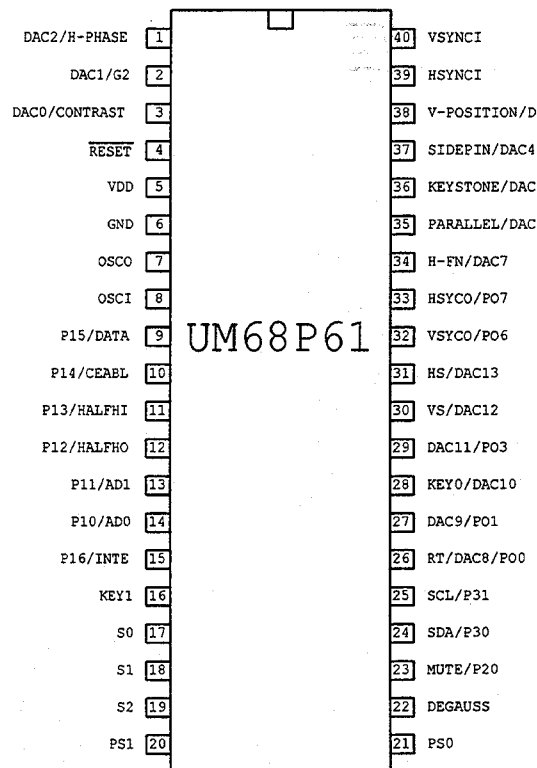 DAC2/H-PHASE 1
DAC1/G2 2
DAC0/CONTRAST 3
RESET 4
VDD 5
GND 6
OSCO 7
OSCI 8
P15/DATA 9
P14/CEABL 10
P13/HALFHI 11
P12/HALFHO 12
P11/AD1 13
P10/AD0 14
P16/INTE 15
KEY1 16
S0 17
S1 18
S2 19
PS1 20
UM68P61
40 VSYNCI
39 HSYNCI
38 V-POSITION/D
37 SIDEPIN/DAC4
36 KEYSTONE/DAC
35 PARALLEL/DAC
34 H-FN/DAC7
33 HSYCO/PO7
32 VSYCO/PO6
31 HS/DAC13
30 VS/DAC12
29 DAC11/PO3
28 KEY0/DAC10
27 DAC9/PO1
26 RT/DAC8/PO0
25 SCL/P31
24 SDA/P30
23 MUTE/P20
22 DEGAUSS
21 PS0